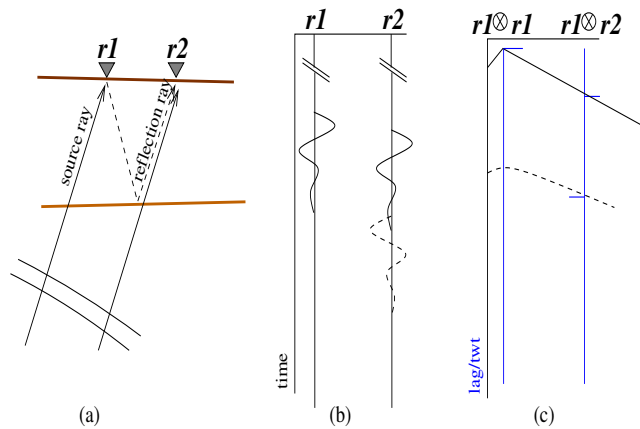 r1 r2
source ray
reflection ray
(a)
r1 r2
time
(b)
r1⊗r1 r1⊗r2
lag/twt
(c)